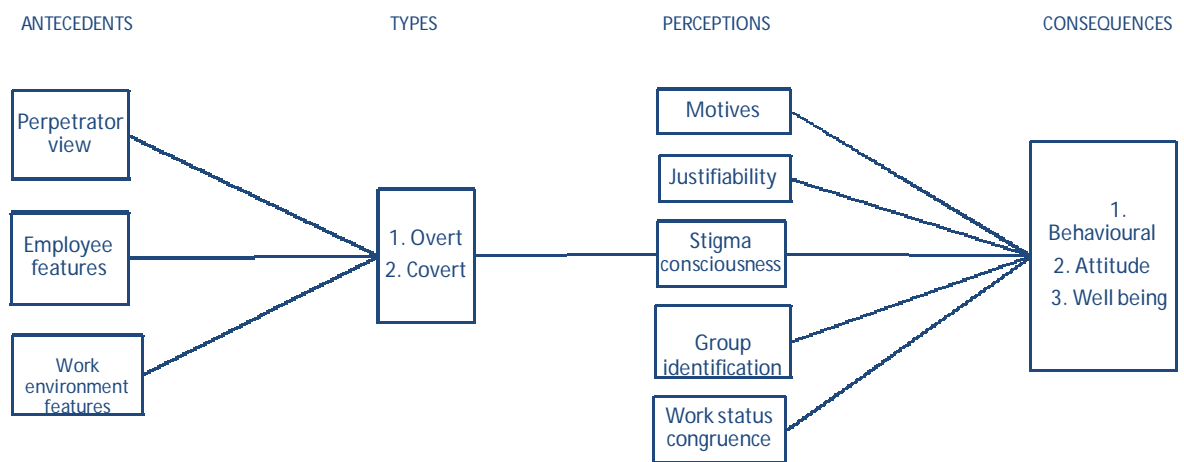 ANTECEDENTS
TYPES
PERCEPTIONS
CONSEQUENCES
Perpetrator
view
Employee
features
Work
environment
features
1. Overt
2. Covert
Motives
Justifiability
Stigma
consciousness
Group
identification
Work status
congruence
1.
Behavioural
2. Attitude
3. Well being